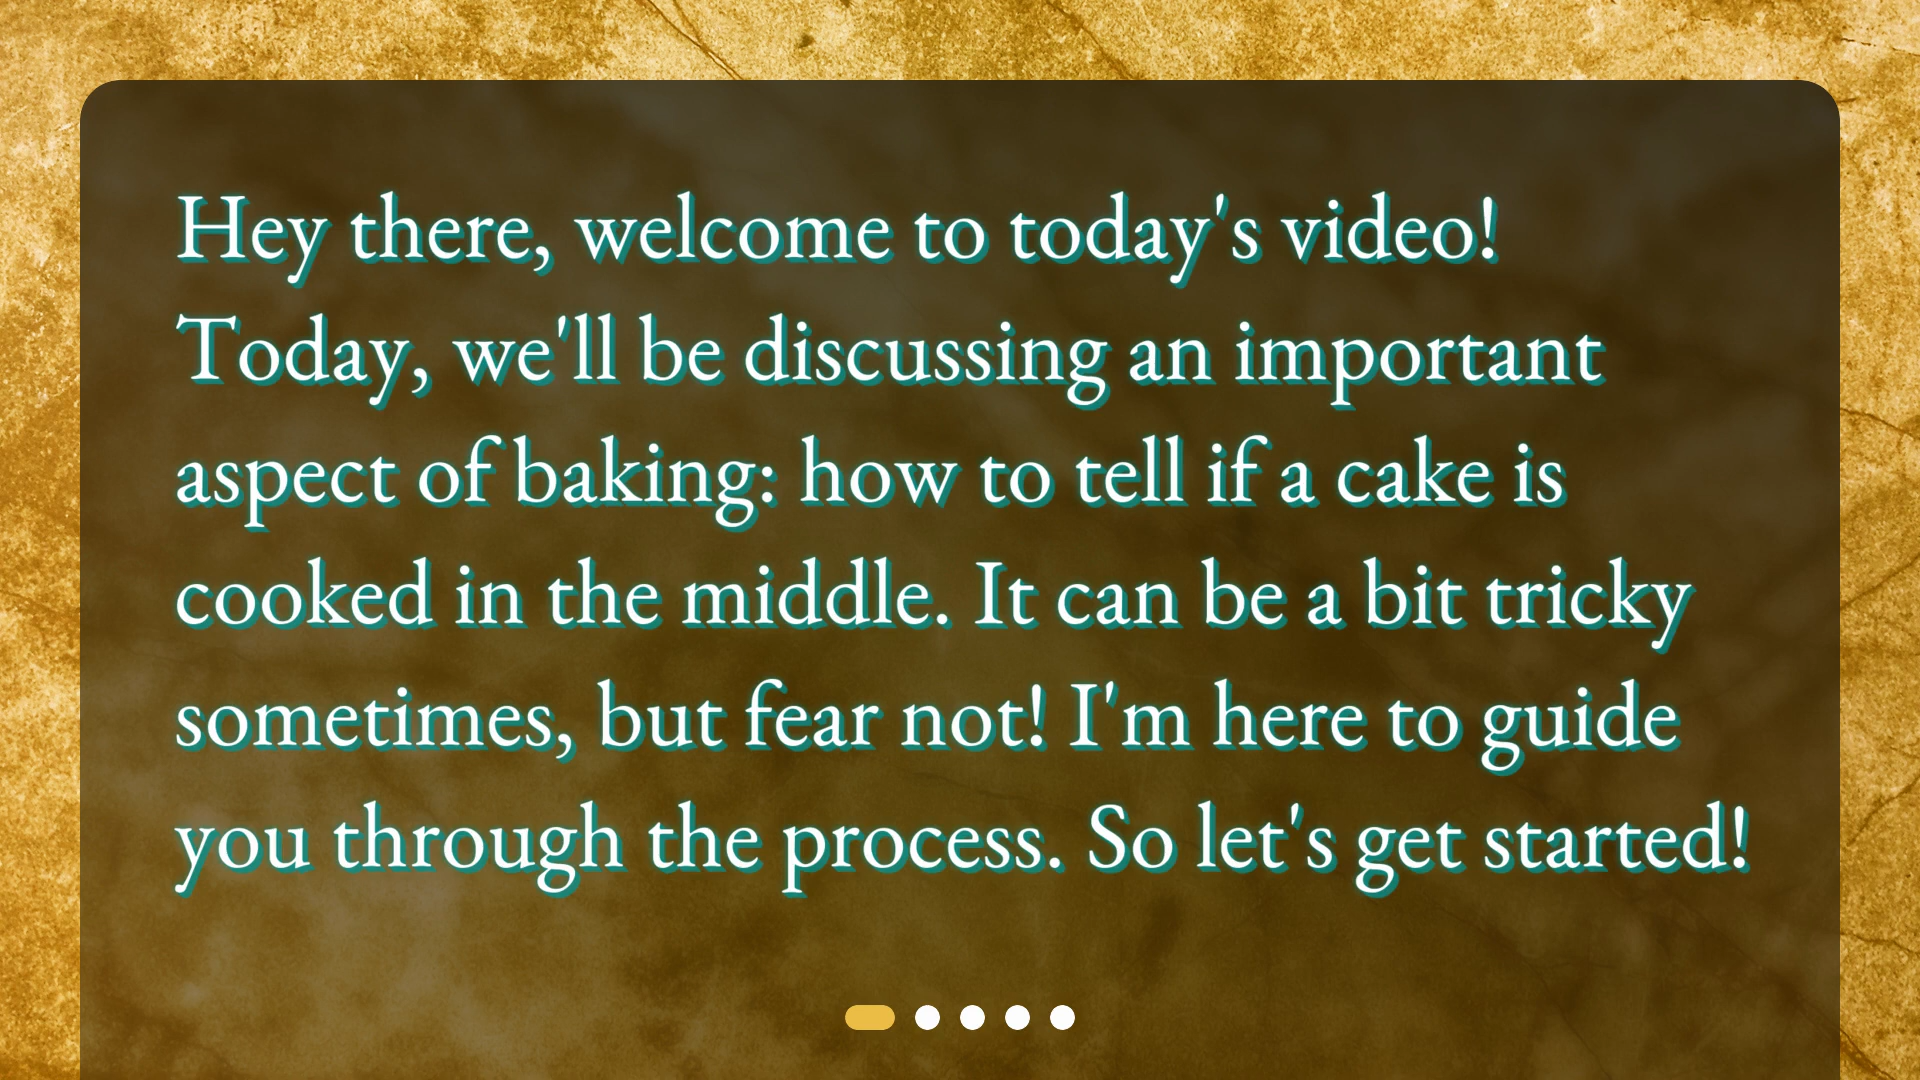 Hey there, welcome to today's video!
Today, we'll be discussing an important
aspect of baking: how to tell if a cake is
cooked in the middle. It can be a bit tricky
sometimes, but fear not! I'm here to guide
you through the process. So let's get started!